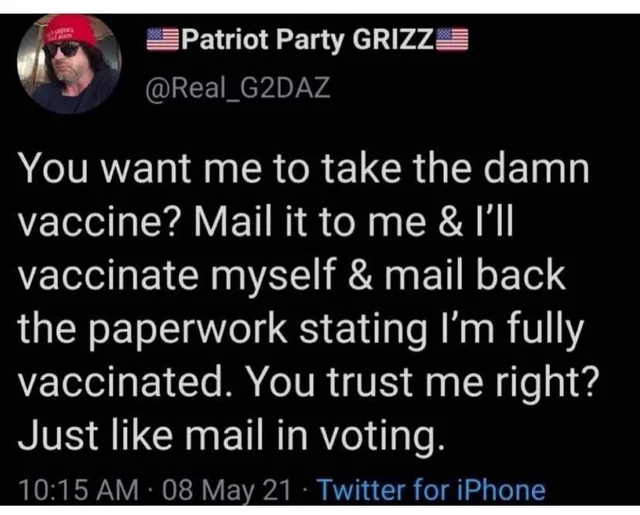 🇺🇸Patriot Party GRIZZ🇺🇸
@Real_G2DAZ
You want me to take the damn
vaccine? Mail it to me & I'll
vaccinate myself & mail back
the paperwork stating I'm fully
vaccinated. You trust me right?
Just like mail in voting.
10:15 AM · 08 May 21 · Twitter for iPhone